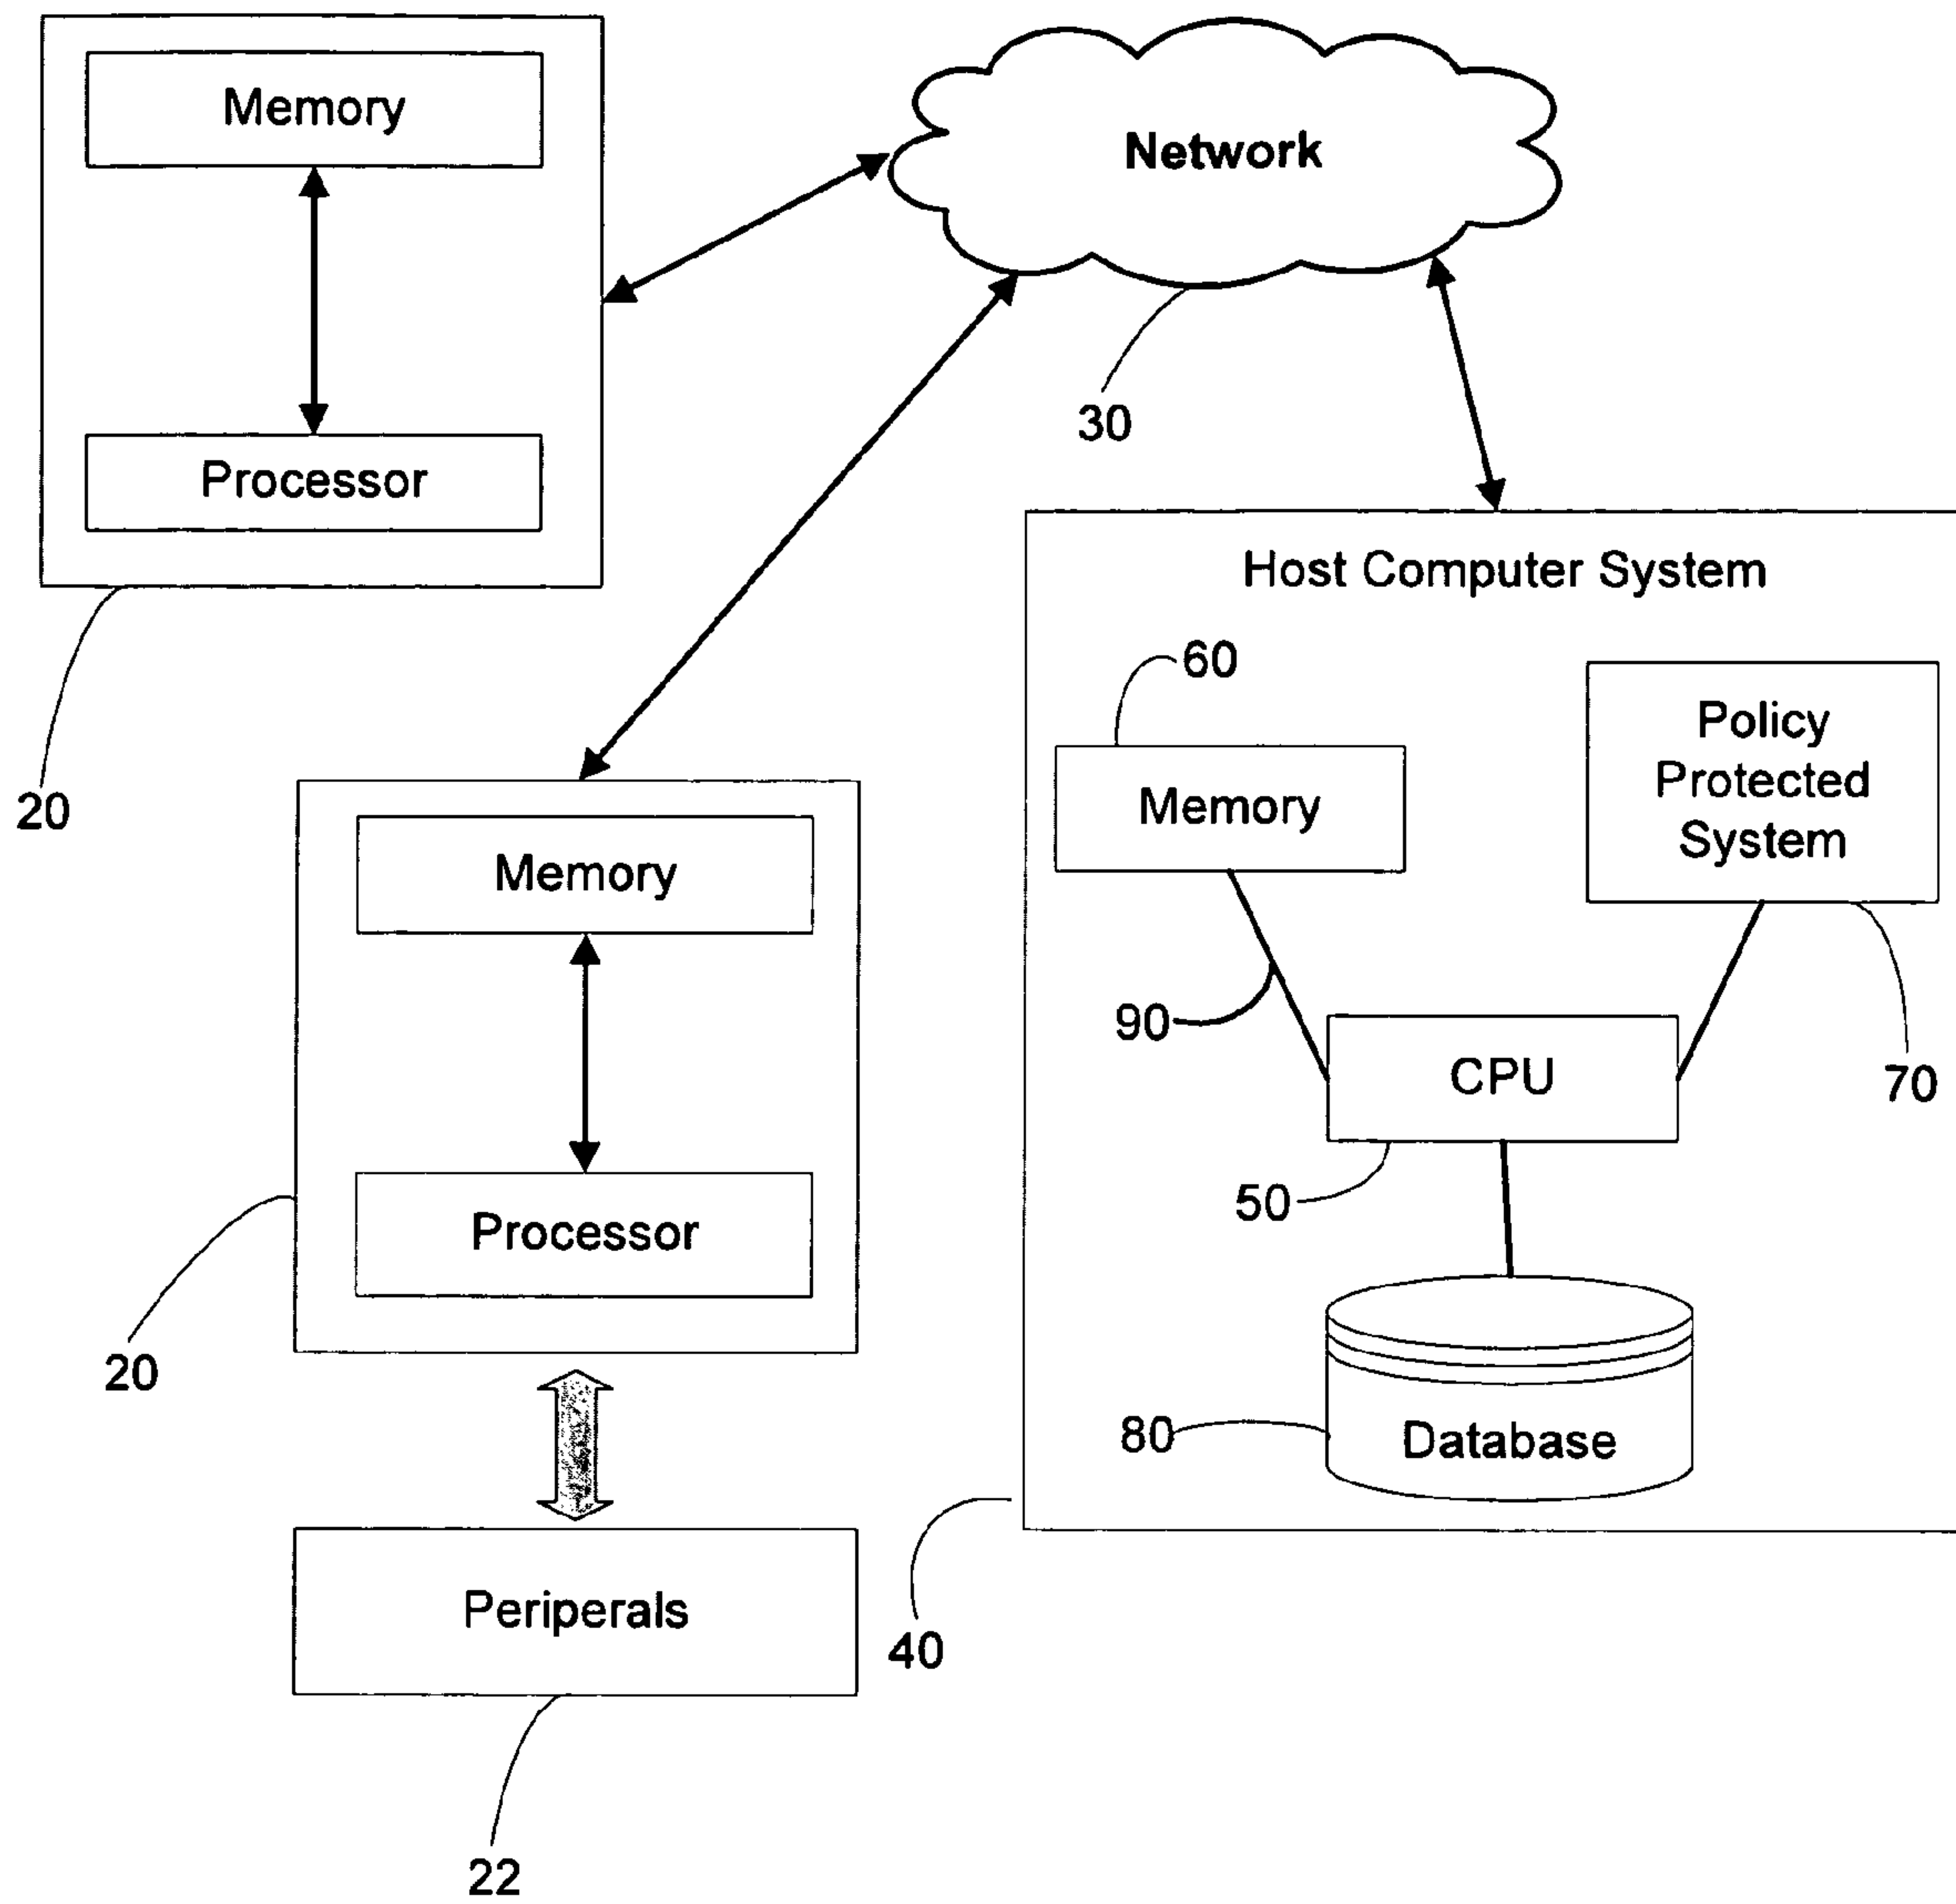 Memory
Network
Processor
30
Host Computer System
20
60
Policy
Protected
System
Memory
Memory
90
CPU
70
50
Processor
20
80
Database
Periperals
40
22